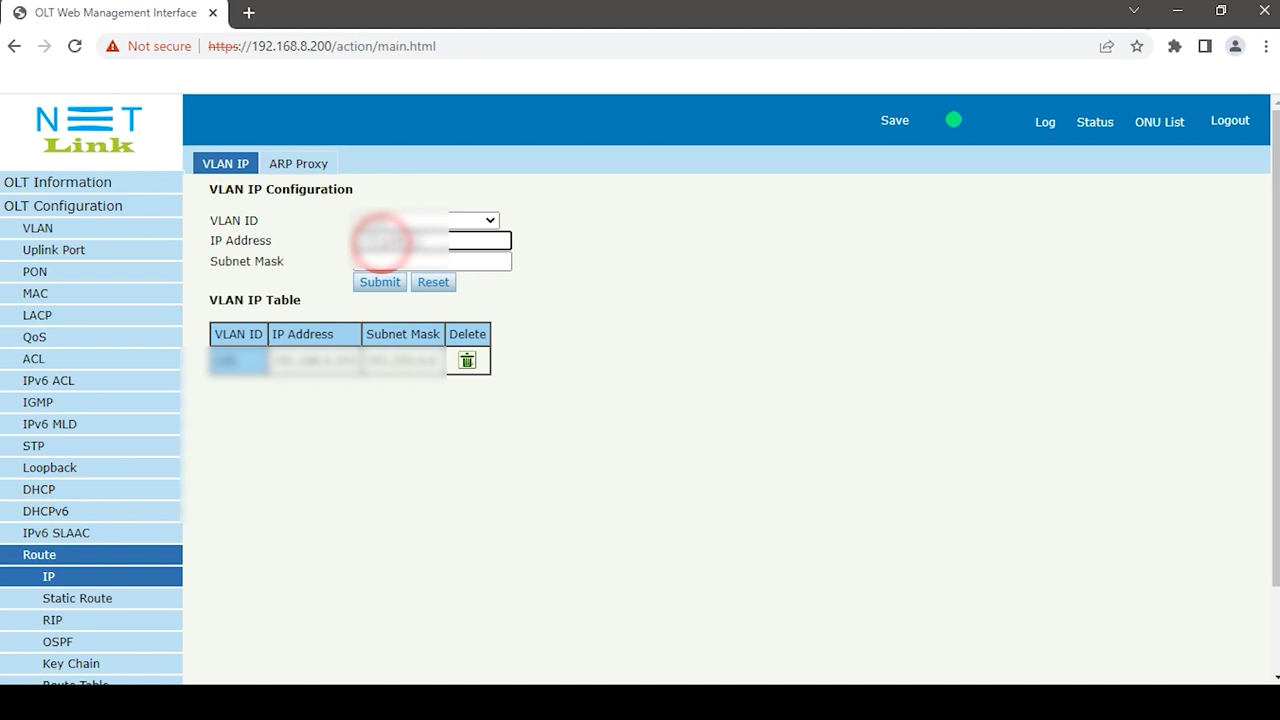 OLT Web Management Interface
Not secure
https://192.168.8.200/action/main.html
NET
Link
Save
Log
Status
ONU List
Logout
VLAN IP
ARP Proxy
OLT Information
OLT Configuration
VLAN
Uplink Port
PON
MAC
LACP
QoS
ACL
IPv6 ACL
IGMP
IPv6 MLD
STP
Loopback
DHCP
DHCPv6
IPv6 SLAAC
Route
IP
Static Route
RIP
OSPF
Key Chain
Route Table
VLAN IP Configuration
VLAN ID
IP Address
Subnet Mask
Submit
Reset
VLAN IP Table
VLAN ID
IP Address
Subnet Mask
Delete